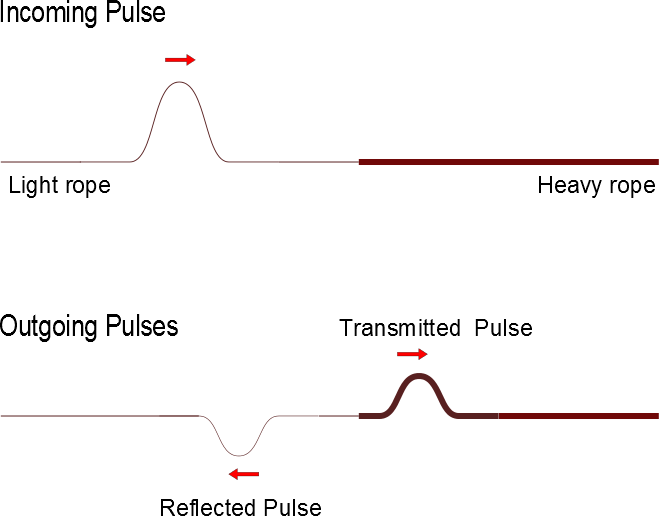 Incoming Pulse
Light rope
Heavy rope
Outgoing Pulses
Transmitted Pulse
Reflected Pulse